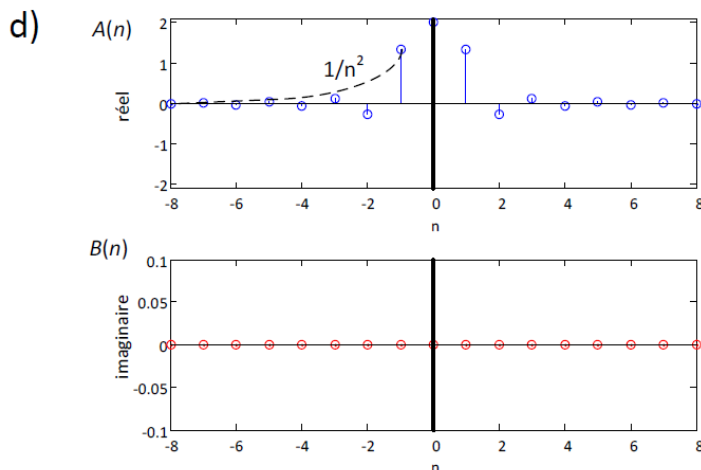 d)
A(n)
réel
2
1
0
-1
-2
1/n²
-8 -6 -4 -2 0 2 4 6 8
n
B(n)
imaginaire
0.1
0.05
0
-0.05
-0.1
-8 -6 -4 -2 0 2 4 6 8
n